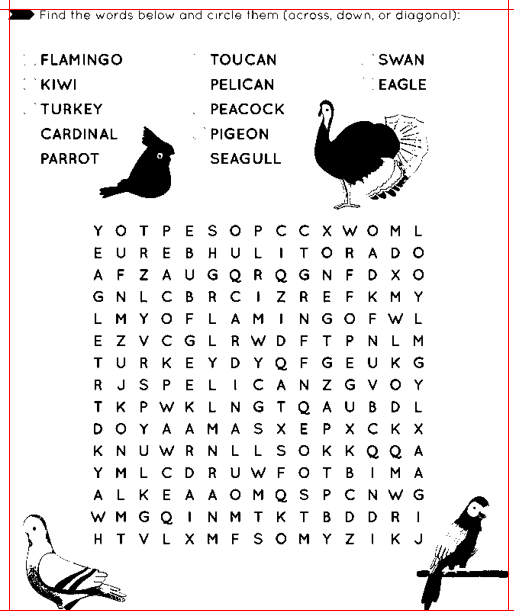 Find the words below and circle them (across, down, or diagonal):
FLAMINGO TOUCAN SWAN
KIWI PELICAN EAGLE
TURKEY PEACOCK
CARDINAL PIGEON
PARROT SEAGULL
Y O T P E S O P C C X W O M L
E U R E B H U L I T O R A D O
A F Z A U G Q R Q G N F D X O
G N L C B R C I Z R E F K M Y
L M Y O F L A M I N G O F W L
E Z V C G L R W D F T P N L M
T U R K E Y D Y Q F G E U K G
R J S P E L I C A N Z G V O Y
T K P W K L N G T Q A U B D L
D O Y A A M A S X E P X C K X
K N U W R N L L S O K K Q Q A
Y M L C D R U W F O T B I M A
A L K E A A O M Q S P C N W G
W M G Q I N M T K T B D D R I
H T V L X M F S O M Y Z I K J